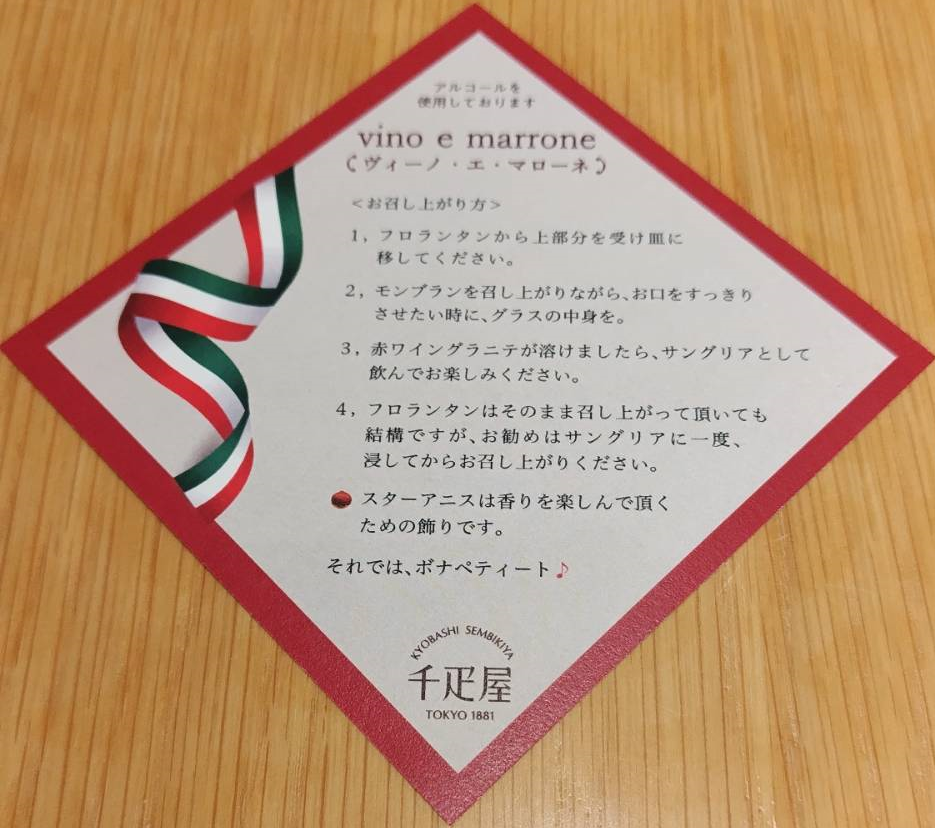 アルコールを
使用しております
vino e marrone
(ヴィーノ・エ・マローネ)
<お召し上がり方>
1, フロランタンから上部分を受け皿に
移してください。
2, モンブランを召し上がりながら、お口をすっきり
させたい時に、グラスの中身を。
3, 赤ワイングラニテが溶けましたら、サングリアとして
飲んでお楽しみください。
4, フロランタンはそのまま召し上がって頂いても
結構ですが、お勧めはサングリアに一度、
浸してからお召し上がりください。
スターアニスは香りを楽しんで頂く
ための飾りです。
それでは、ボナペティート♪
KYOBASHI SEMBIKIYA
千疋屋
TOKYO 1881